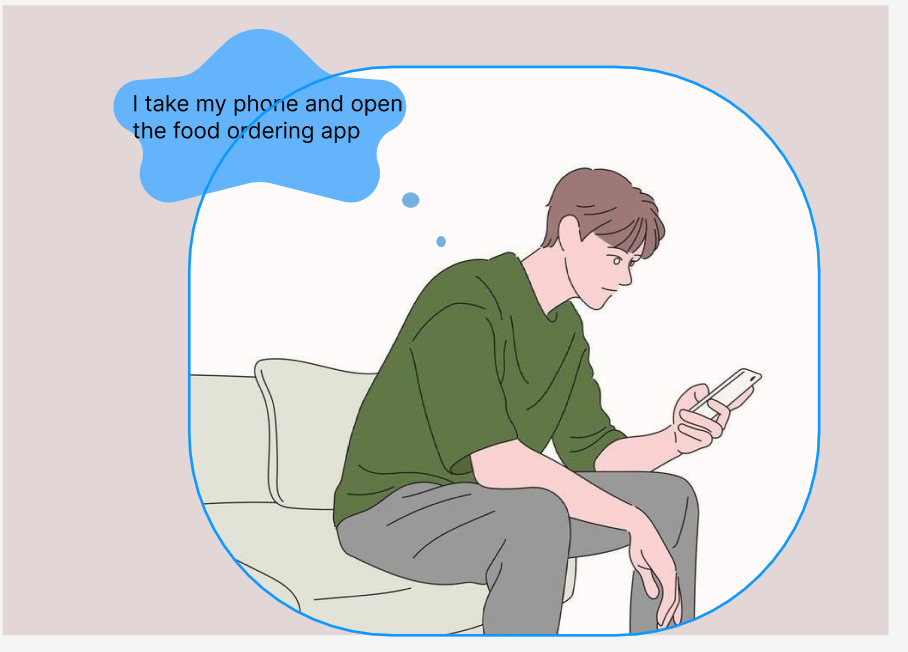 I take my phone and open
the food ordering app